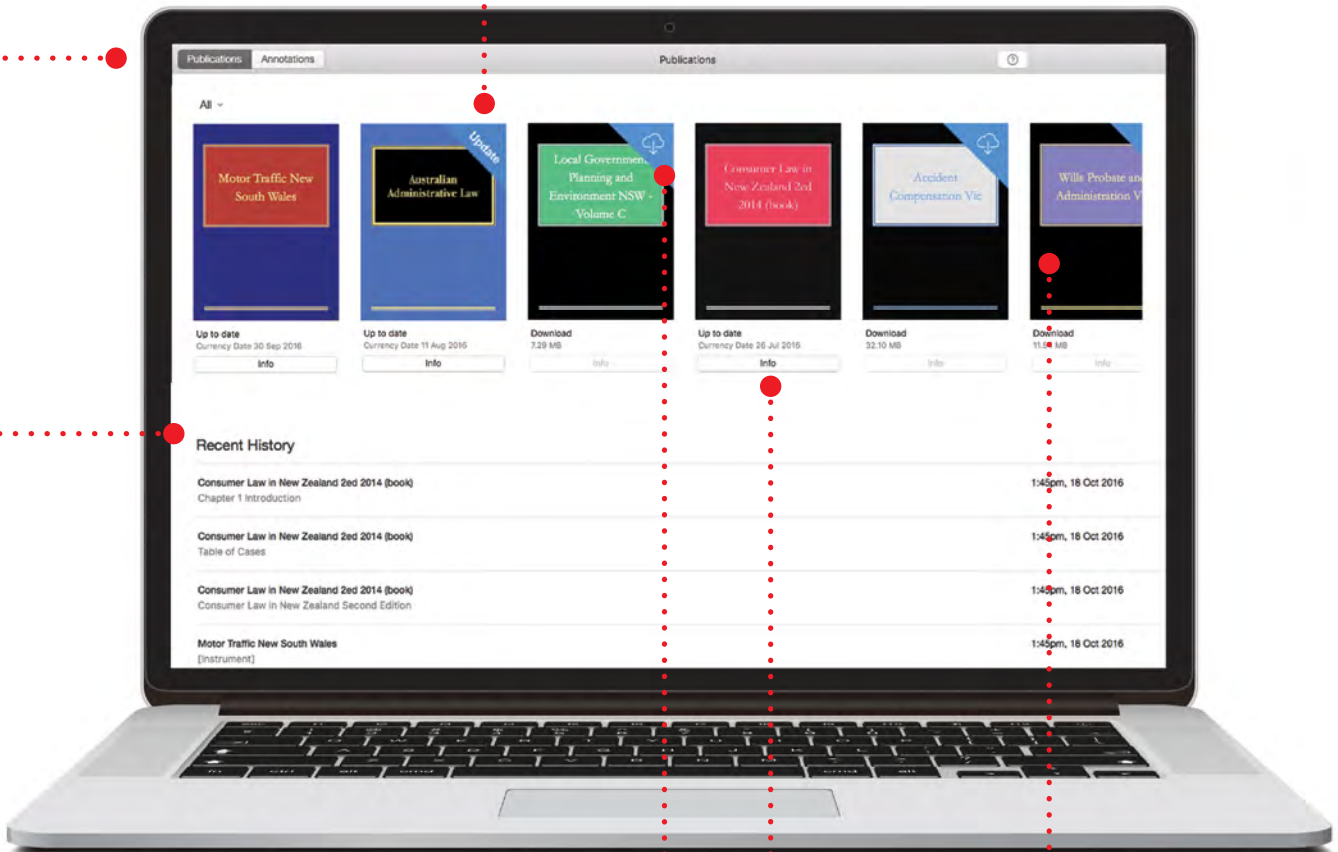 Publications Annotations Publications
All
Motor Traffic New
South Wales
Update
Australian
Administrative Law
Local Government
Planning and
Environment NSW -
Volume C
Consumer Law in
New Zealand 2ed
2014 (book)
Accident
Compensation Vic
Wills Probate and
Administration V
Up to date
Currency Date 30 Sep 2016
Info
Up to date
Currency Date 11 Aug 2016
Info
Download
7.29 MB
Info
Up to date
Currency Date 26 Jul 2016
Info
Download
32.10 MB
Info
Download
MB
Info
Recent History
Consumer Law in New Zealand 2ed 2014 (book) 1:45pm, 18 Oct 2016
Chapter 1 Introduction
Consumer Law in New Zealand 2ed 2014 (book) 1:45pm, 18 Oct 2016
Table of Cases
Consumer Law in New Zealand 2ed 2014 (book) 1:45pm, 18 Oct 2016
Consumer Law in New Zealand Second Edition
Motor Traffic New South Wales 1:45pm, 18 Oct 2016
[Instrument]
fn ctrl alt cmd cmd alt